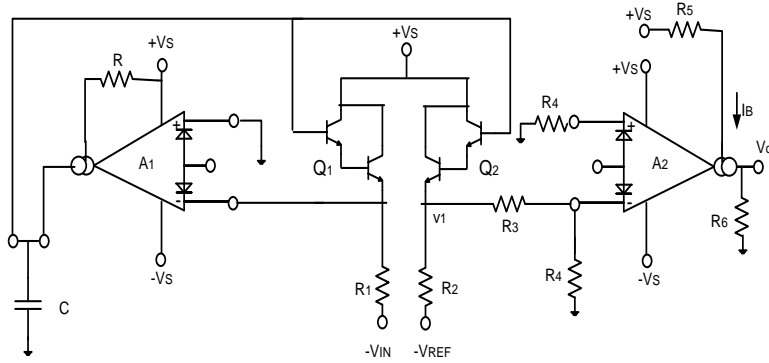 +VS
R5
+VS
+VS
R
+VS
IB
R4
+
A1
-
Q1
Q2
+
A2
-
VO
v1
R3
R6
-VS
R1
R2
R4
-VS
C
-VIN
-VREF